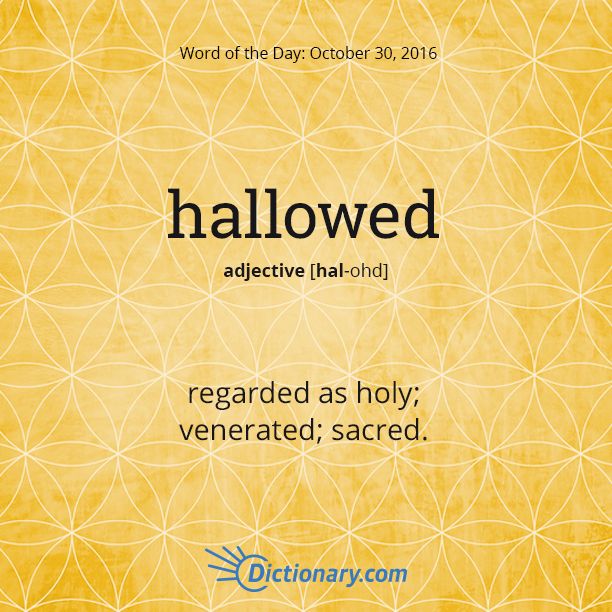 Word of the Day: October 30, 2016
hallowed
adjective [hal-ohd]
regarded as holy;
venerated; sacred.
Dictionary.com